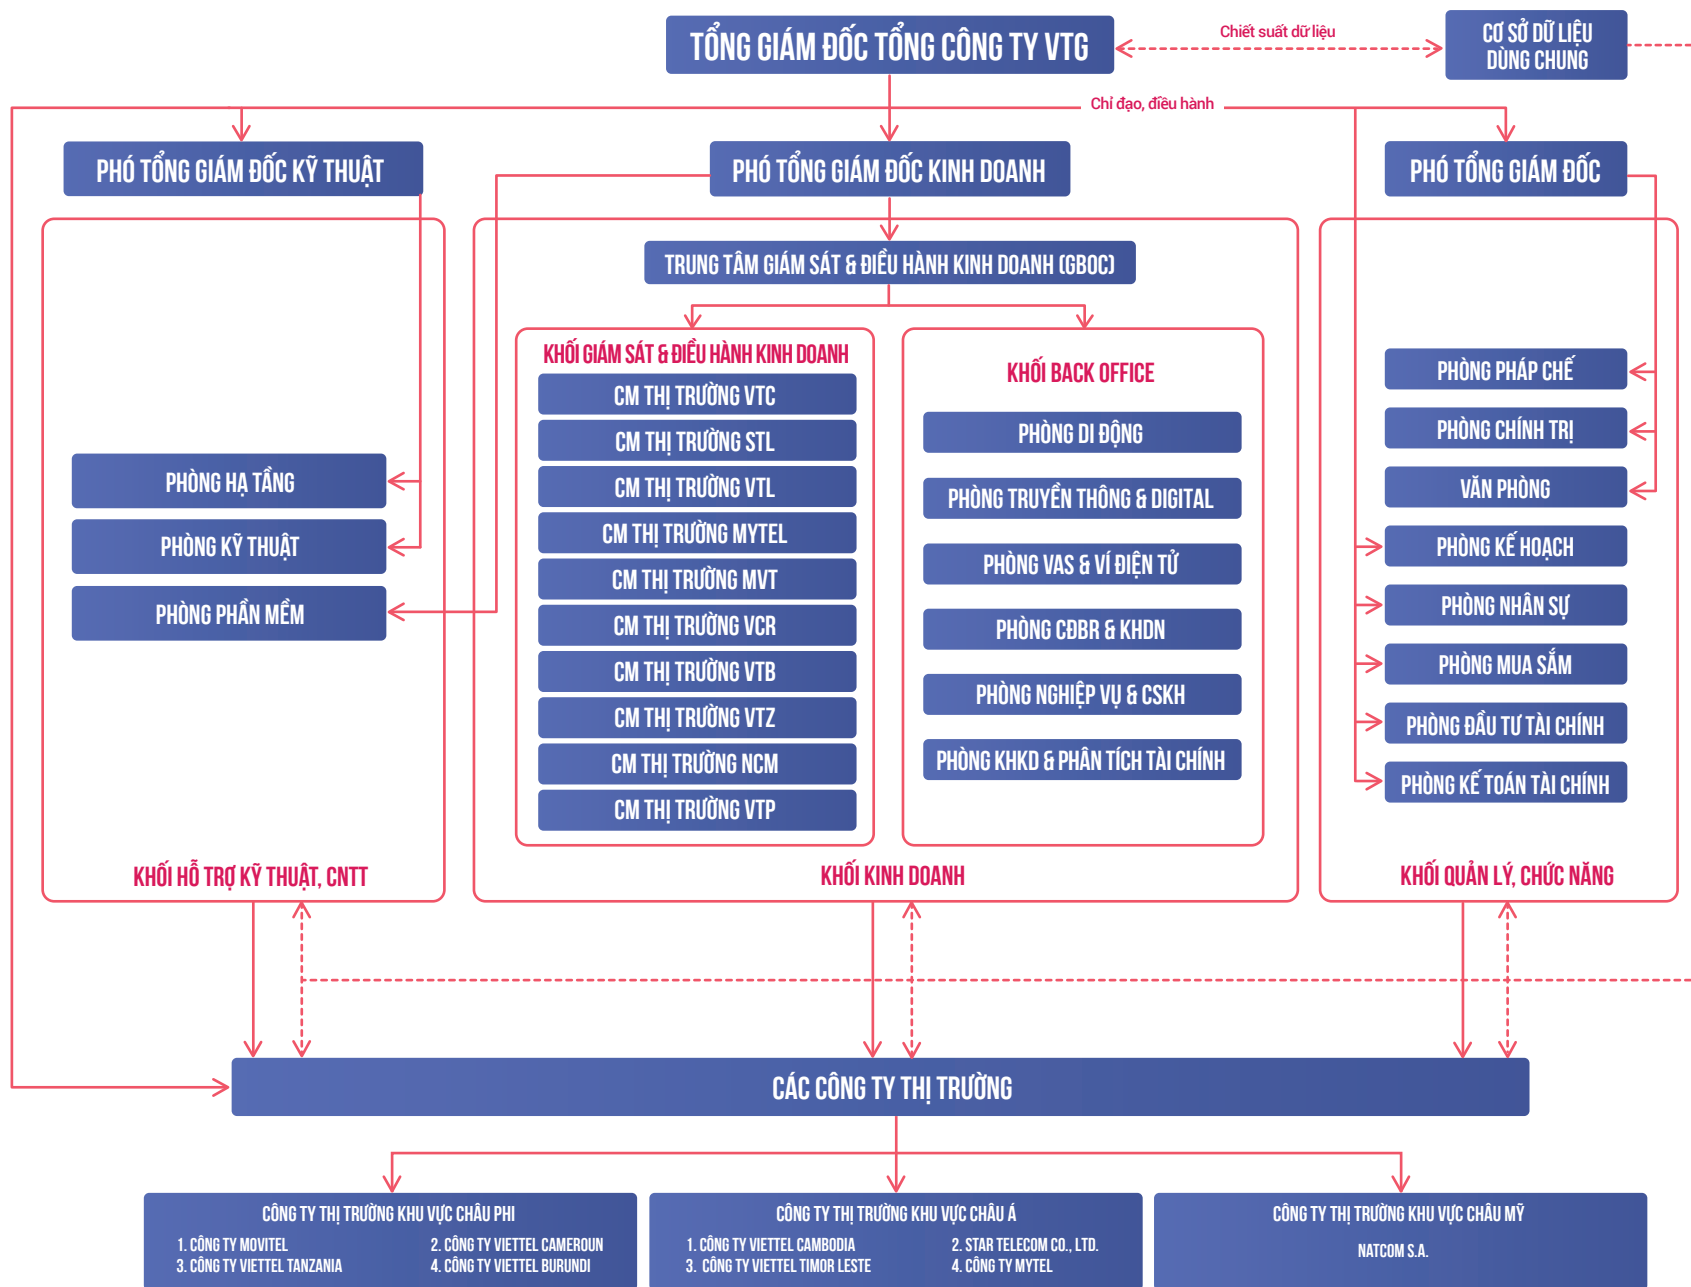 TỔNG GIÁM ĐỐC TỔNG CÔNG TY VTG
Chiết suất dữ liệu
CƠ SỞ DỮ LIỆU
DÙNG CHUNG
Chỉ đạo, điều hành
PHÓ TỔNG GIÁM ĐỐC KỸ THUẬT
PHÓ TỔNG GIÁM ĐỐC KINH DOANH
PHÓ TỔNG GIÁM ĐỐC
PHÒNG HẠ TẦNG
PHÒNG KỸ THUẬT
PHÒNG PHẦN MỀM
KHỐI HỖ TRỢ KỸ THUẬT, CNTT
TRUNG TÂM GIÁM SÁT & ĐIỀU HÀNH KINH DOANH (GBOC)
KHỐI GIÁM SÁT & ĐIỀU HÀNH KINH DOANH
CM THỊ TRƯỜNG VTC
CM THỊ TRƯỜNG STL
CM THỊ TRƯỜNG VTL
CM THỊ TRƯỜNG MYTEL
CM THỊ TRƯỜNG MVT
CM THỊ TRƯỜNG VCR
CM THỊ TRƯỜNG VTB
CM THỊ TRƯỜNG VTZ
CM THỊ TRƯỜNG NCM
CM THỊ TRƯỜNG VTP
KHỐI BACK OFFICE
PHÒNG DI ĐỘNG
PHÒNG TRUYỀN THÔNG & DIGITAL
PHÒNG VAS & VÍ ĐIỆN TỬ
PHÒNG CĐBR & KHDN
PHÒNG NGHIỆP VỤ & CSKH
PHÒNG KHKD & PHÂN TÍCH TÀI CHÍNH
KHỐI KINH DOANH
PHÒNG PHÁP CHẾ
PHÒNG CHÍNH TRỊ
VĂN PHÒNG
PHÒNG KẾ HOẠCH
PHÒNG NHÂN SỰ
PHÒNG MUA SẮM
PHÒNG ĐẦU TƯ TÀI CHÍNH
PHÒNG KẾ TOÁN TÀI CHÍNH
KHỐI QUẢN LÝ, CHỨC NĂNG
CÁC CÔNG TY THỊ TRƯỜNG
CÔNG TY THỊ TRƯỜNG KHU VỰC CHÂU PHI
1. CÔNG TY MOVITEL
2. CÔNG TY VIETTEL CAMEROUN
3. CÔNG TY VIETTEL TANZANIA
4. CÔNG TY VIETTEL BURUNDI
CÔNG TY THỊ TRƯỜNG KHU VỰC CHÂU Á
1. CÔNG TY VIETTEL CAMBODIA
2. STAR TELECOM CO., LTD.
3. CÔNG TY VIETTEL TIMOR LESTE
4. CÔNG TY MYTEL
CÔNG TY THỊ TRƯỜNG KHU VỰC CHÂU MỸ
NATCOM S.A.